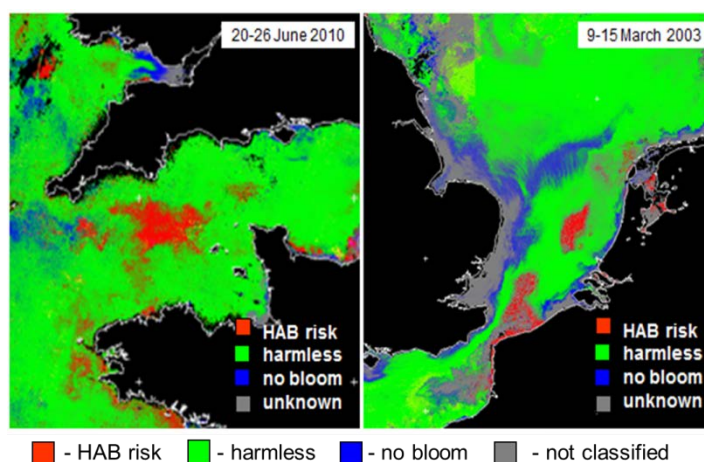 20-26 June 2010
9-15 March 2003
HAB risk
harmless
no bloom
unknown
HAB risk
harmless
no bloom
unknown
- HAB risk - harmless - no bloom - not classified